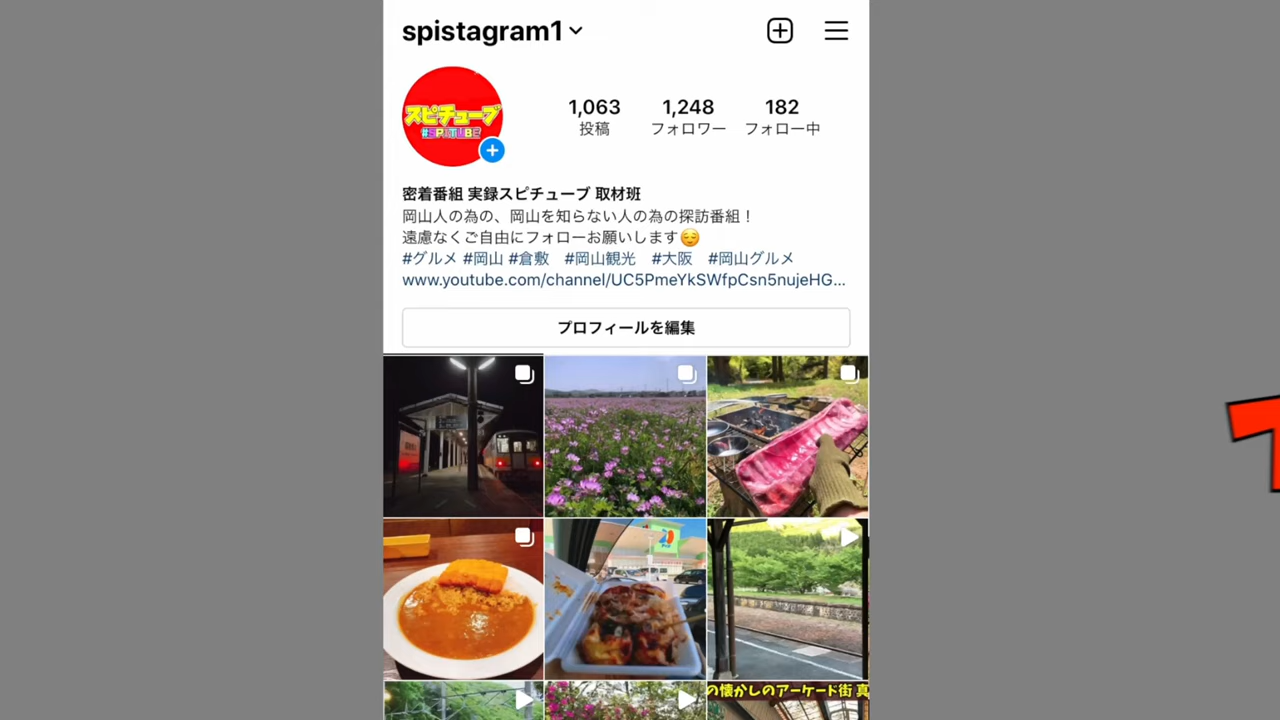 spistagram1
スピチューブ
#SPITUBE
1,063
投稿
1,248
フォロワー
182
フォロー中
密着番組 実録スピチューブ 取材班
岡山人の為の、岡山を知らない人の為の探訪番組！
遠慮なくご自由にフォローお願いします😌
#グルメ #岡山 #倉敷　#岡山観光　#大阪　#岡山グルメ
www.youtube.com/channel/UC5PmeYkSWfpCsn5nujeHG...
プロフィールを編集
の懐かしのアーケード街 真